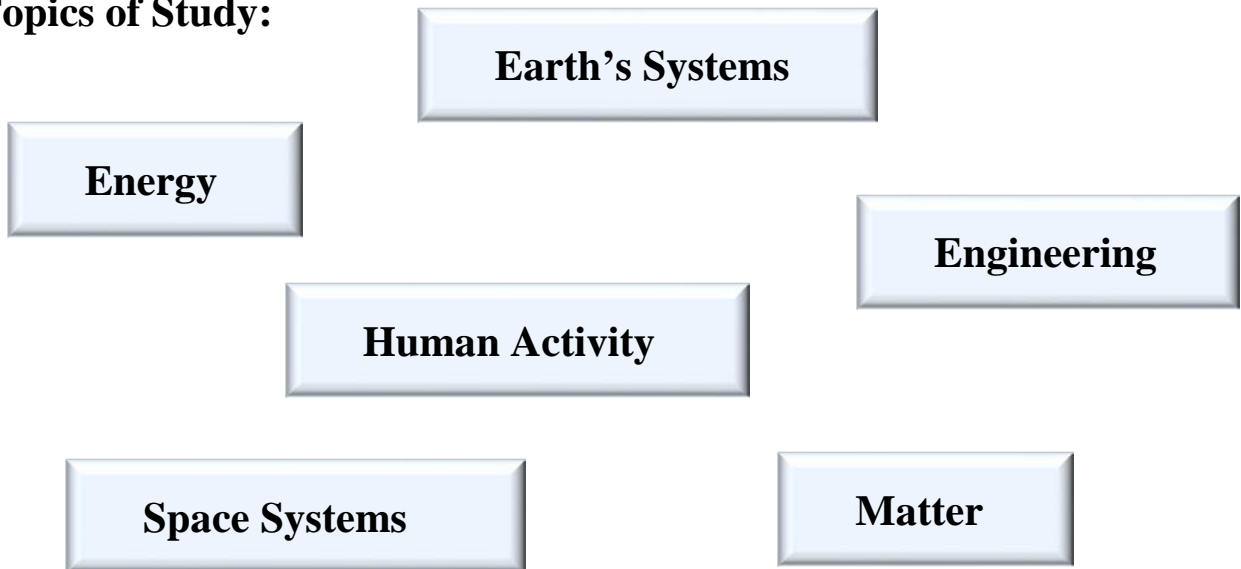 Topics of Study:
Earth’s Systems
Energy
Engineering
Human Activity
Space Systems
Matter